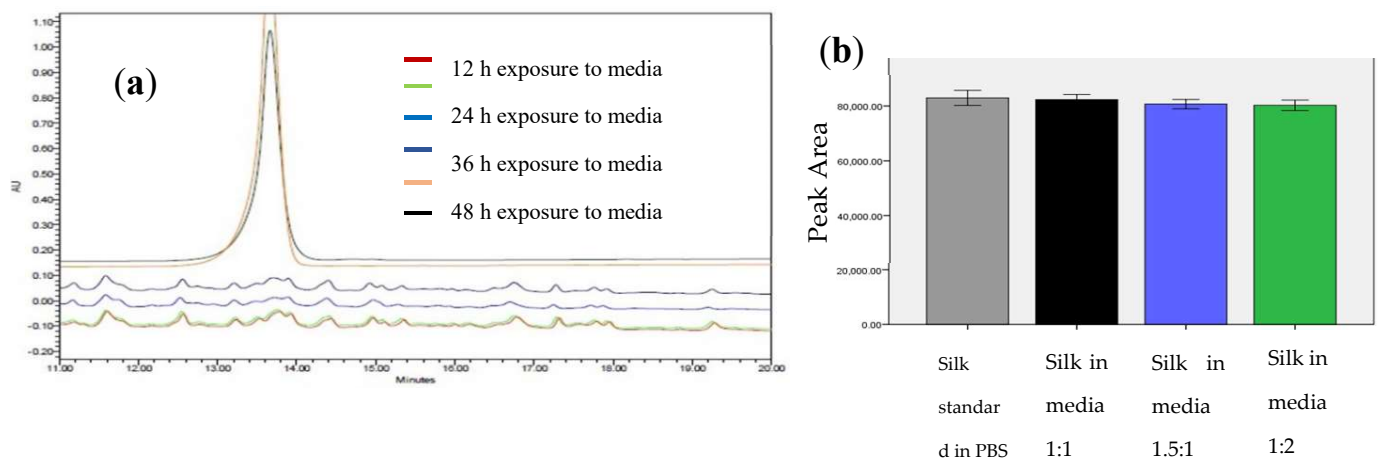 (a)
1.10
1.00
0.90
0.80
0.70
0.60
0.50
0.40
0.30
0.20
0.10
0.00
-0.10
-0.20
AU
12 h exposure to media
24 h exposure to media
36 h exposure to media
48 h exposure to media
11.00 12.00 13.00 14.00 15.00 16.00 17.00 18.00 19.00 20.00
Minutes
(b)
Peak Area
80,000.00
60,000.00
40,000.00
20,000.00
0.00
Silk
standar
d in PBS
Silk in
media
1:1
Silk in
media
1.5:1
Silk in
media
1:2